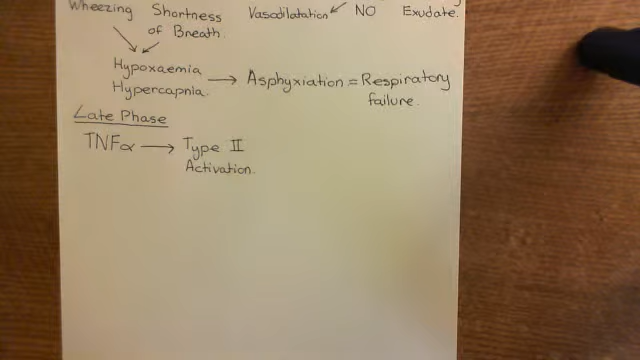 Wheezing Shortness of Breath. Vasodilatation ↙ NO Exudate.
Hypoxaemia Hypercapnia. → Asphyxiation = Respiratory failure.
Late Phase
TNFα → Type II
Activation.